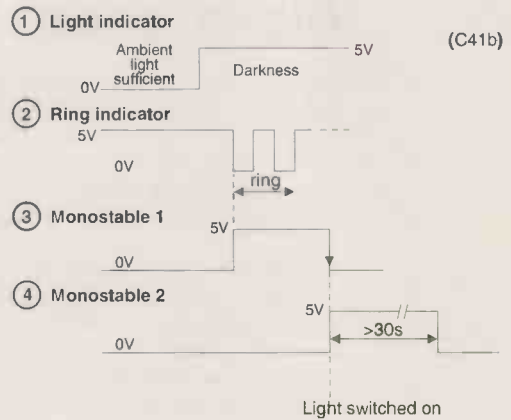 1 Light indicator
(C41b)
Ambient light sufficient
5V
0V
Darkness
2 Ring indicator
5V
0V
ring
3 Monostable 1
5V
0V
4 Monostable 2
5V
>30s
0V
Light switched on